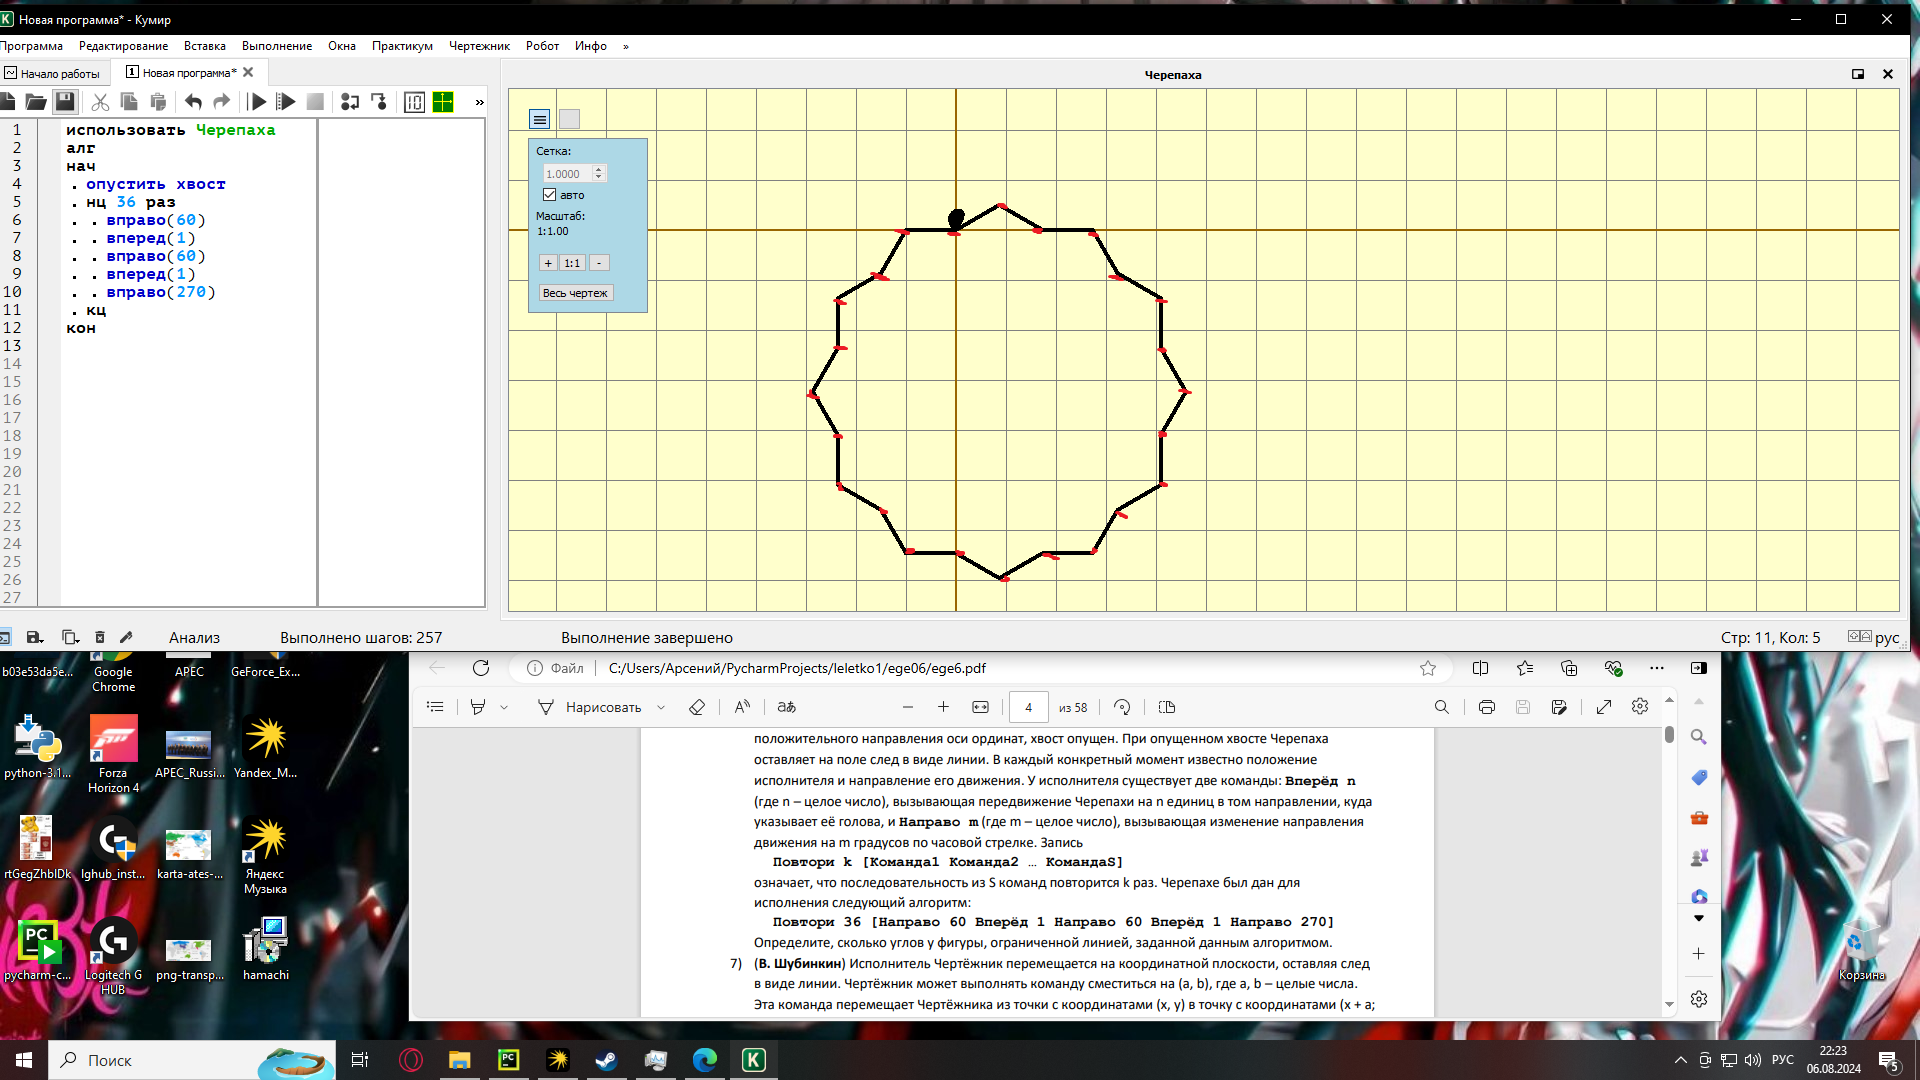 Новая программа* - Кумир
Программа Редактирование Вставка Выполнение Окна Практикум Чертежник Робот Инфо »
Начало работы
1 Новая программа*
Черепаха
»
1 использовать Черепаха
2 алг
3 нач
4 . опустить хвост
5 . нц 36 раз
6 . . вправо(60)
7 . . вперед(1)
8 . . вправо(60)
9 . . вперед(1)
10 . . вправо(270)
11 . кц
12 кон
13
14
15
16
17
18
19
20
21
22
23
24
25
26
27
Сетка:
1.0000
авто
Масштаб:
1:1.00
+ 1:1 -
Весь чертеж
Анализ Выполнено шагов: 257 Выполнение завершено Стр: 11, Кол: 5 рус
b03e53da5e...
Google Chrome
APEC
GeForce_Ex...
python-3.1...
Forza Horizon 4
APEC_Russi...
Yandex_M...
rtGegZhbIDk
lghub_inst...
karta-ates-...
Яндекс Музыка
PC
pycharm-c...
Logitech G HUB
png-transp...
hamachi
Файл C:/Users/Арсений/PycharmProjects/leletko1/ege06/ege6.pdf
Нарисовать
4 из 58
положительного направления оси ординат, хвост опущен. При опущенном хвосте Черепаха
оставляет на поле след в виде линии. В каждый конкретный момент известно положение
исполнителя и направление его движения. У исполнителя существует две команды: Вперёд n
(где n – целое число), вызывающая передвижение Черепахи на n единиц в том направлении, куда
указывает её голова, и Направо m (где m – целое число), вызывающая изменение направления
движения на m градусов по часовой стрелке. Запись
Повтори k [Команда1 Команда2 … КомандаS]
означает, что последовательность из S команд повторится k раз. Черепахе был дан для
исполнения следующий алгоритм:
Повтори 36 [Направо 60 Вперёд 1 Направо 60 Вперёд 1 Направо 270]
Определите, сколько углов у фигуры, ограниченной линией, заданной данным алгоритмом.
7) (В. Шубинкин) Исполнитель Чертёжник перемещается на координатной плоскости, оставляя след
в виде линии. Чертёжник может выполнять команду сместиться на (a, b), где a, b – целые числа.
Эта команда перемещает Чертёжника из точки с координатами (x, y) в точку с координатами (x + a;
Корзина
Поиск
PC
РУС
22:23
06.08.2024
5